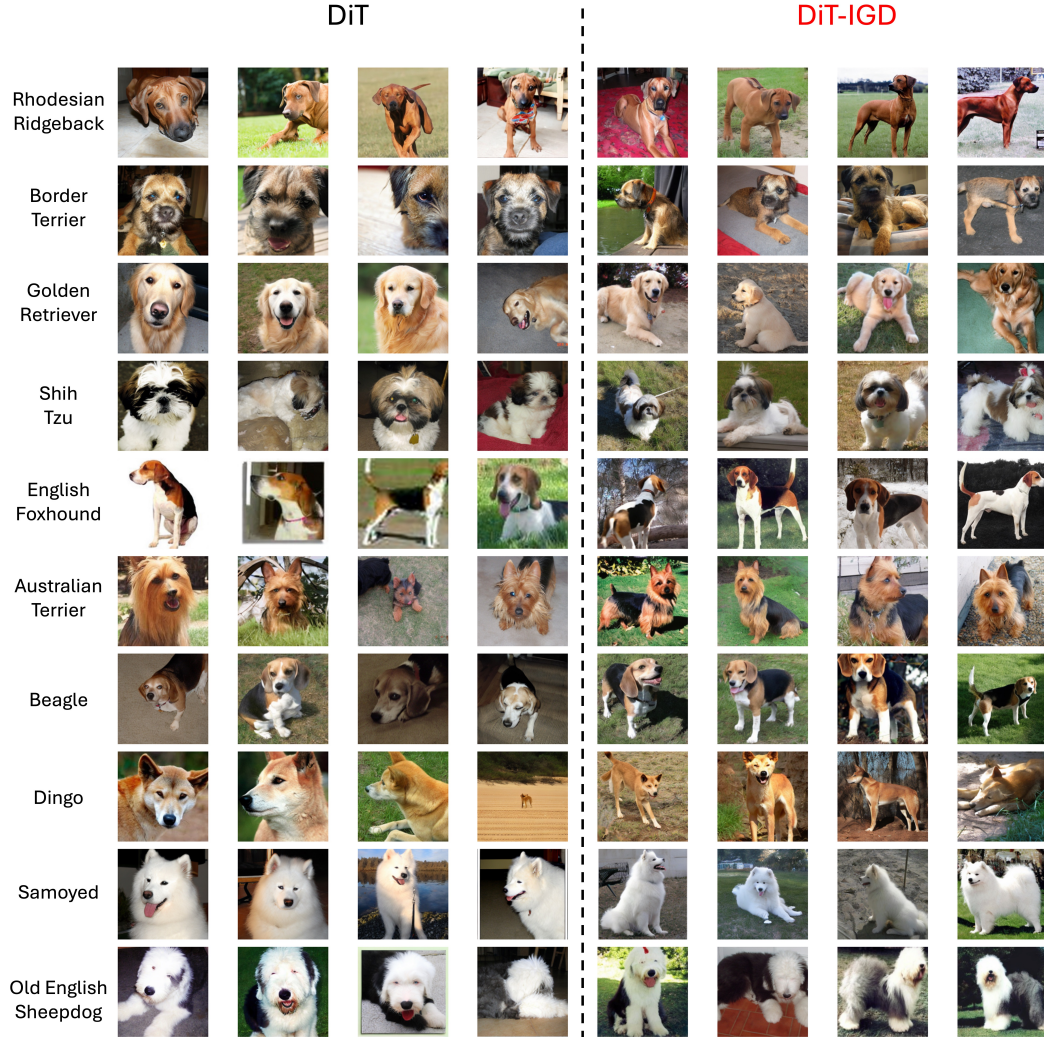 DiT
DiT-IGD
Rhodesian
Ridgeback
Border
Terrier
Golden
Retriever
Shih
Tzu
English
Foxhound
Australian
Terrier
Beagle
Dingo
Samoyed
Old English
Sheepdog